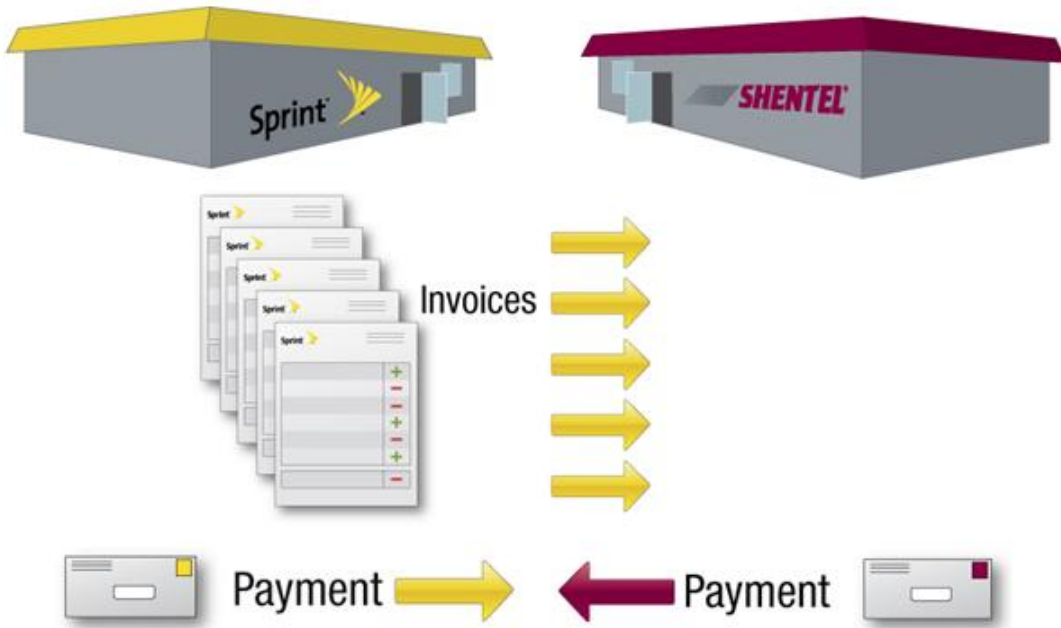 Sprint
SHENTEL
Sprint
Sprint
Sprint
Sprint
Sprint
Invoices
+
−
−
+
−
+
−
Payment
Payment